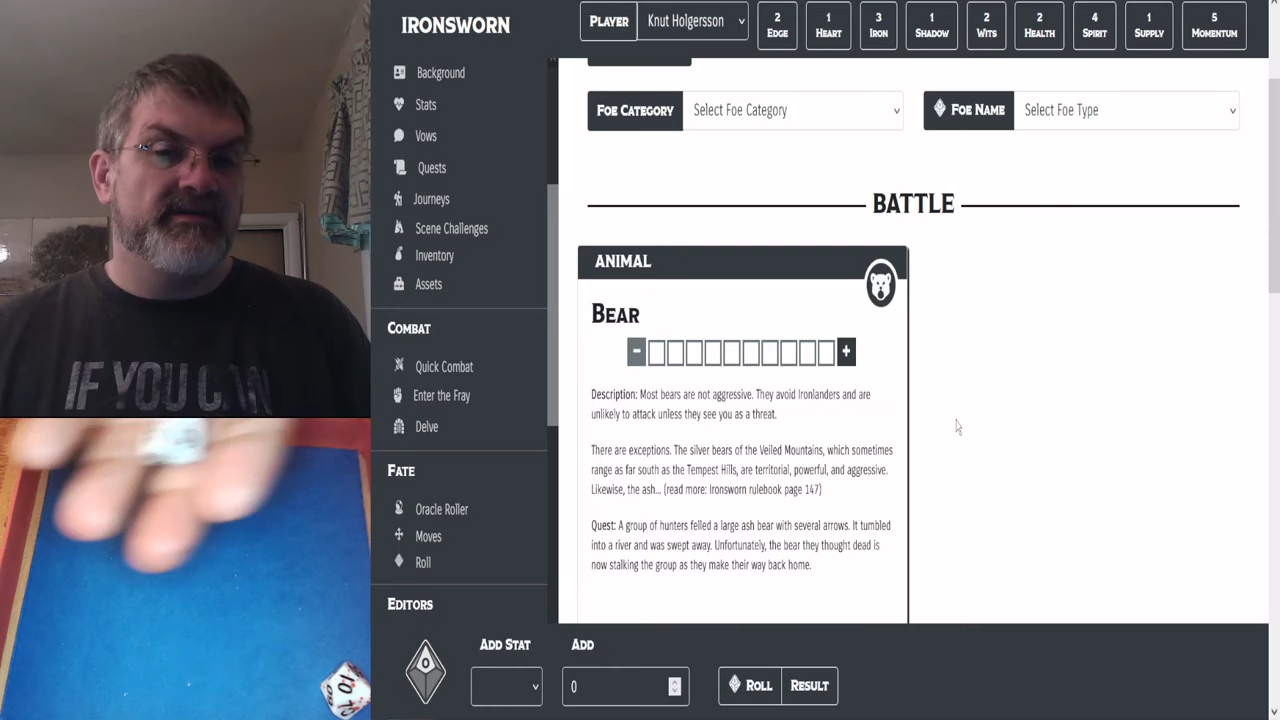 IRONSWORN
PLAYER
Knut Holgersson
2
EDGE
1
HEART
3
IRON
1
SHADOW
2
WITS
2
HEALTH
4
SPIRIT
1
SUPPLY
5
MOMENTUM
Background
Stats
Vows
Quests
Journeys
Scene Challenges
Inventory
Assets
COMBAT
Quick Combat
Enter the Fray
Delve
FATE
Oracle Roller
Moves
Roll
EDITORS
FOE CATEGORY
Select Foe Category
FOE NAME
Select Foe Type
BATTLE
ANIMAL
BEAR
-
+
Description: Most bears are not aggressive. They avoid Ironlanders and are
unlikely to attack unless they see you as a threat.
There are exceptions. The silver bears of the Veiled Mountains, which sometimes
range as far south as the Tempest Hills, are territorial, powerful, and aggressive.
Likewise, the ash... (read more: Ironsworn rulebook page 147)
Quest: A group of hunters felled a large ash bear with several arrows. It tumbled
into a river and was swept away. Unfortunately, the bear they thought dead is
now stalking the group as they make their way back home.
0
ADD STAT
ADD
0
ROLL
RESULT
IF YOU CAN